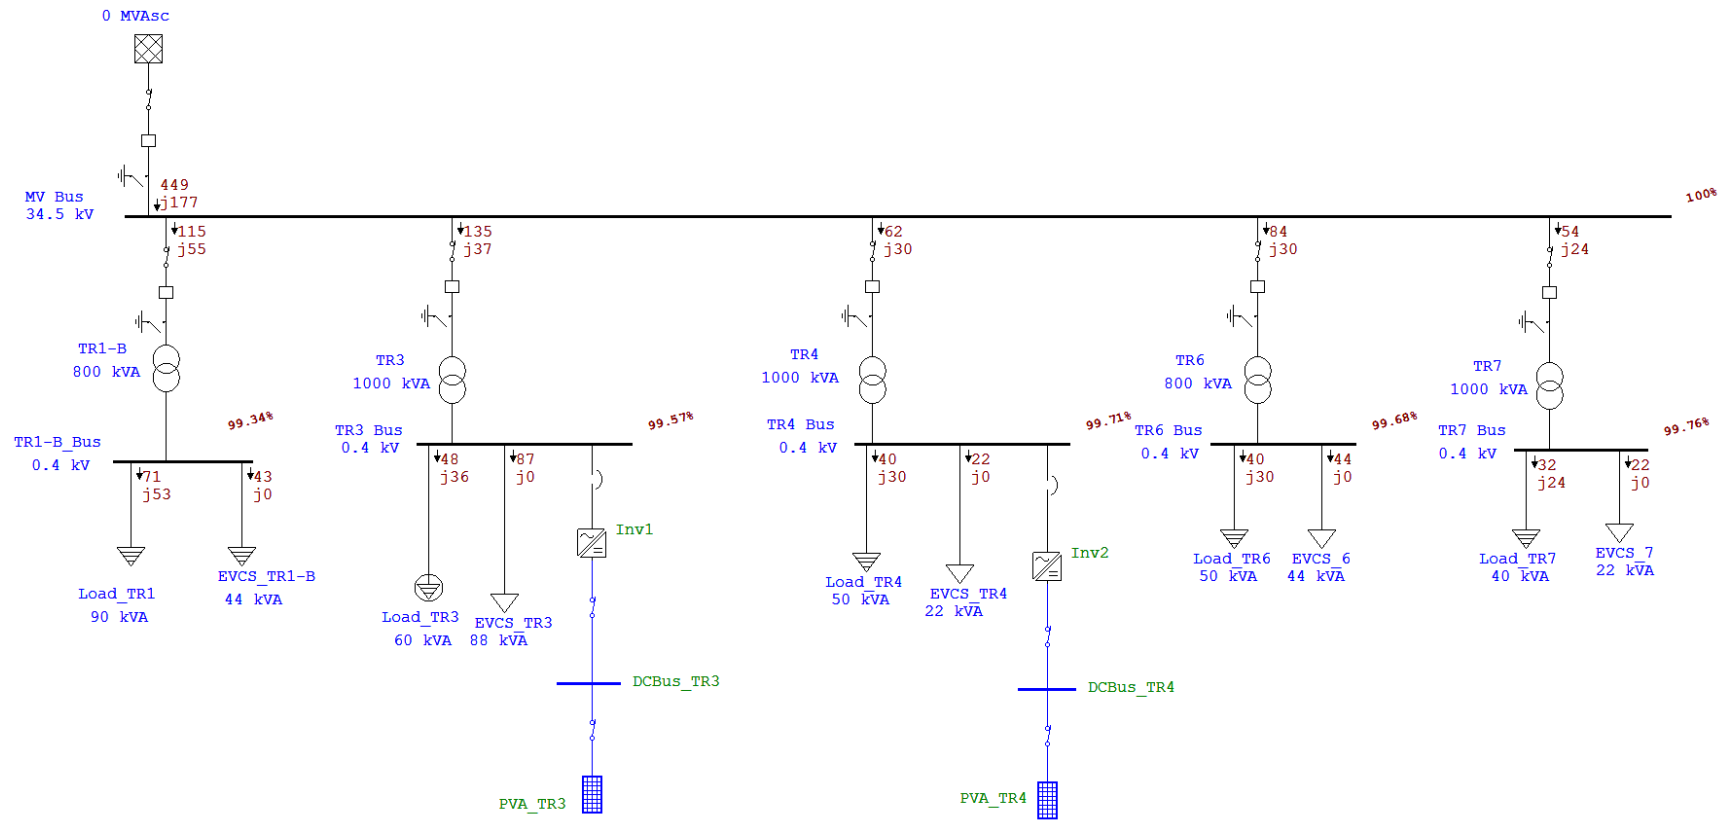 0 MVAsc
449
j177
MV Bus
34.5 kV
100%
115
j55
135
j37
62
j30
84
j30
54
j24
TR1-B
800 kVA
TR3
1000 kVA
TR4
1000 kVA
TR6
800 kVA
TR7
1000 kVA
99.34%
99.57%
99.71%
99.68%
99.76%
TR1-B_Bus
0.4 kV
TR3 Bus
0.4 kV
TR4 Bus
0.4 kV
TR6 Bus
0.4 kV
TR7 Bus
0.4 kV
71
j53
43
j0
48
j36
87
j0
40
j30
22
j0
40
j30
44
j0
32
j24
22
j0
Inv1
Inv2
Load_TR1
90 kVA
EVCS_TR1-B
44 kVA
Load_TR3
60 kVA
EVCS_TR3
88 kVA
Load_TR4
50 kVA
EVCS_TR4
22 kVA
Load_TR6
50 kVA
EVCS_6
44 kVA
Load_TR7
40 kVA
EVCS_7
22 kVA
DCBus_TR3
DCBus_TR4
PVA_TR3
PVA_TR4